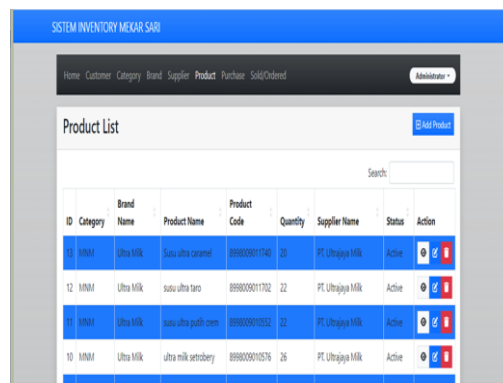 SISTEM INVENTORY MEKAR SARI
Home Customer Category Brand Supplier Product Purchase Sold/Ordered Administrator
Product List Add Product
Search:
ID Category Brand Name Product Name Product Code Quantity Supplier Name Status Action
13 MNM Ultra Milk Susu ultra caramel 8998009011740 20 PT. Ultrajaya Milk Active
12 MNM Ultra Milk susu ultra taro 8998009011702 22 PT. Ultrajaya Milk Active
11 MNM Ultra Milk susu ultra putih crem 8998009010552 22 PT. Ultrajaya Milk Active
10 MNM Ultra Milk ultra milk setrobery 8998009010576 26 PT. Ultrajaya Milk Active